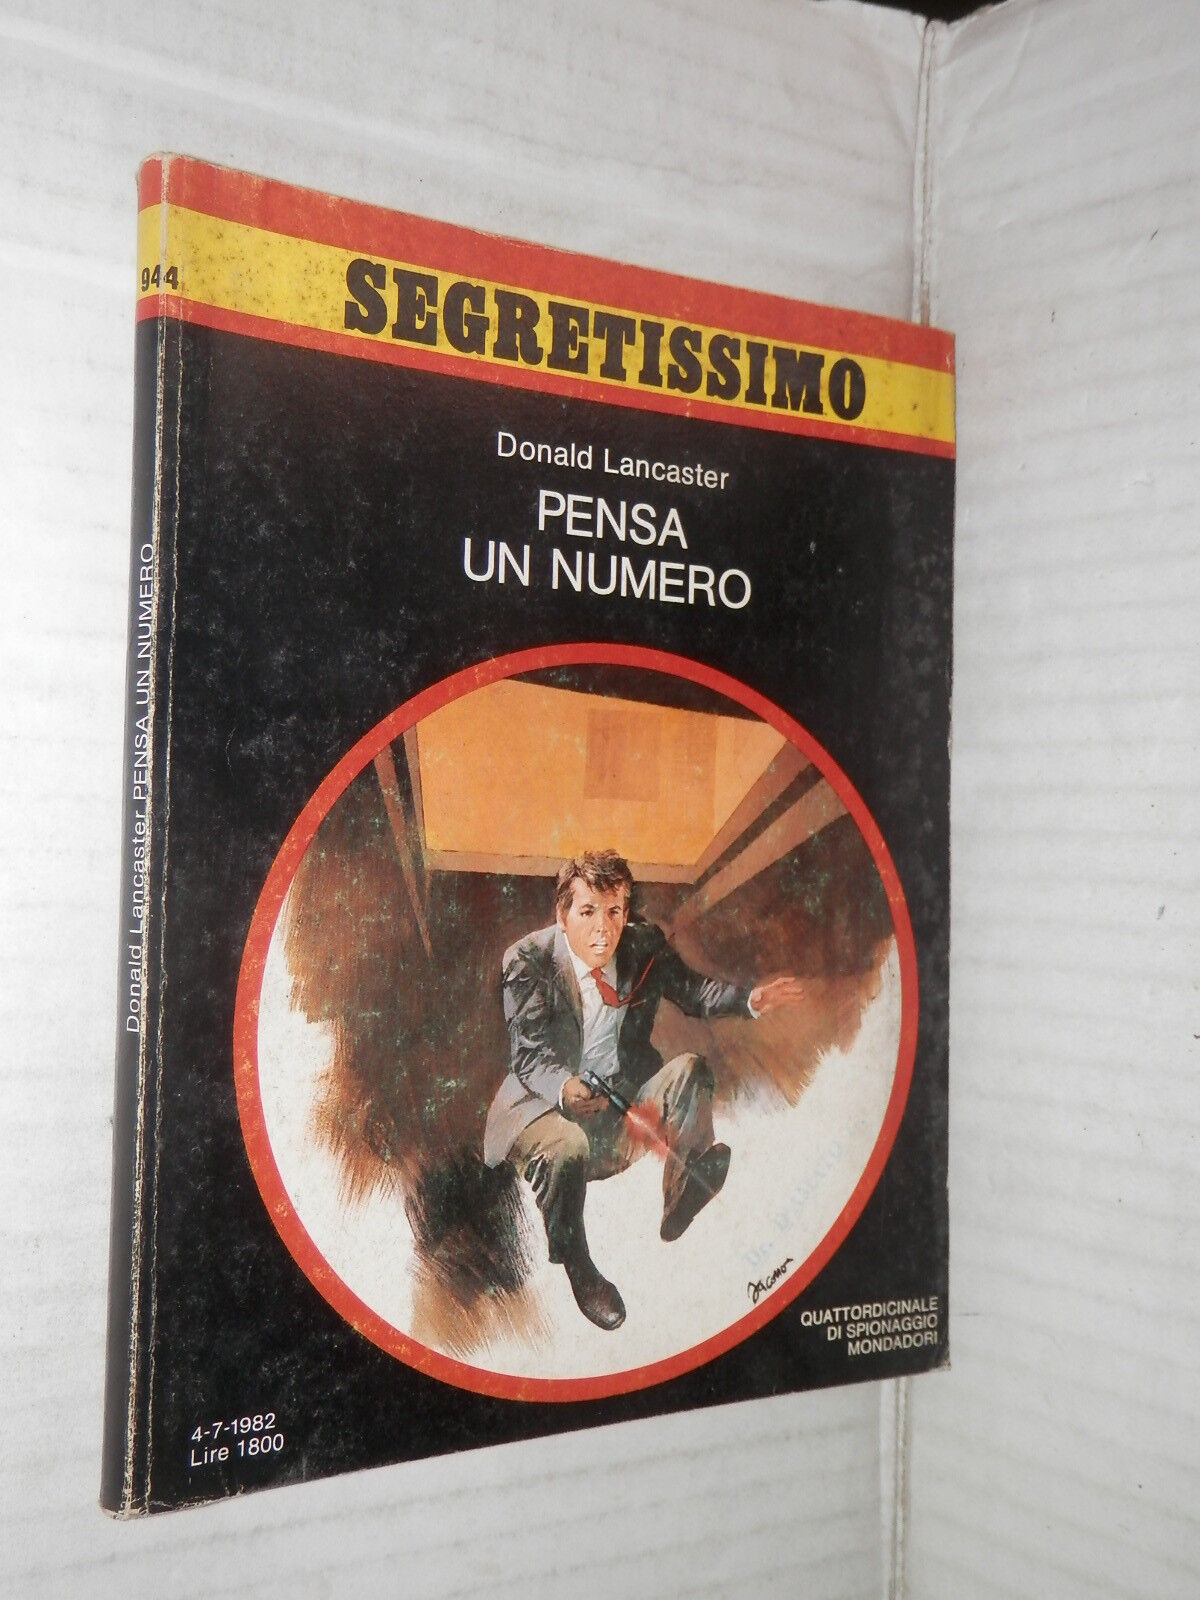 944
SEGRETISSIMO
Donald Lancaster
PENSA
UN NUMERO
Donald Lancaster PENSA UN NUMERO
Jacono
QUATTORDICINALE
DI SPIONAGGIO
MONDADORI
4-7-1982
Lire 1800